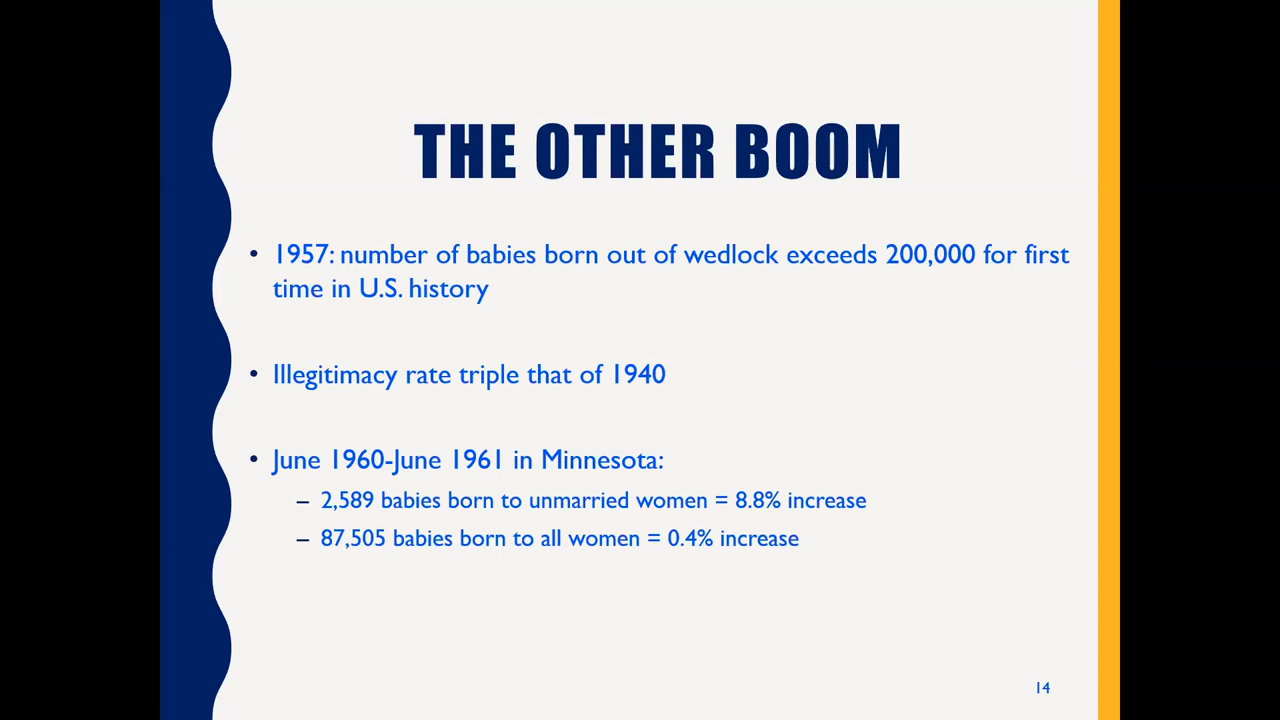 THE OTHER BOOM
• 1957: number of babies born out of wedlock exceeds 200,000 for first
time in U.S. history
• Illegitimacy rate triple that of 1940
• June 1960-June 1961 in Minnesota:
– 2,589 babies born to unmarried women = 8.8% increase
– 87,505 babies born to all women = 0.4% increase
14